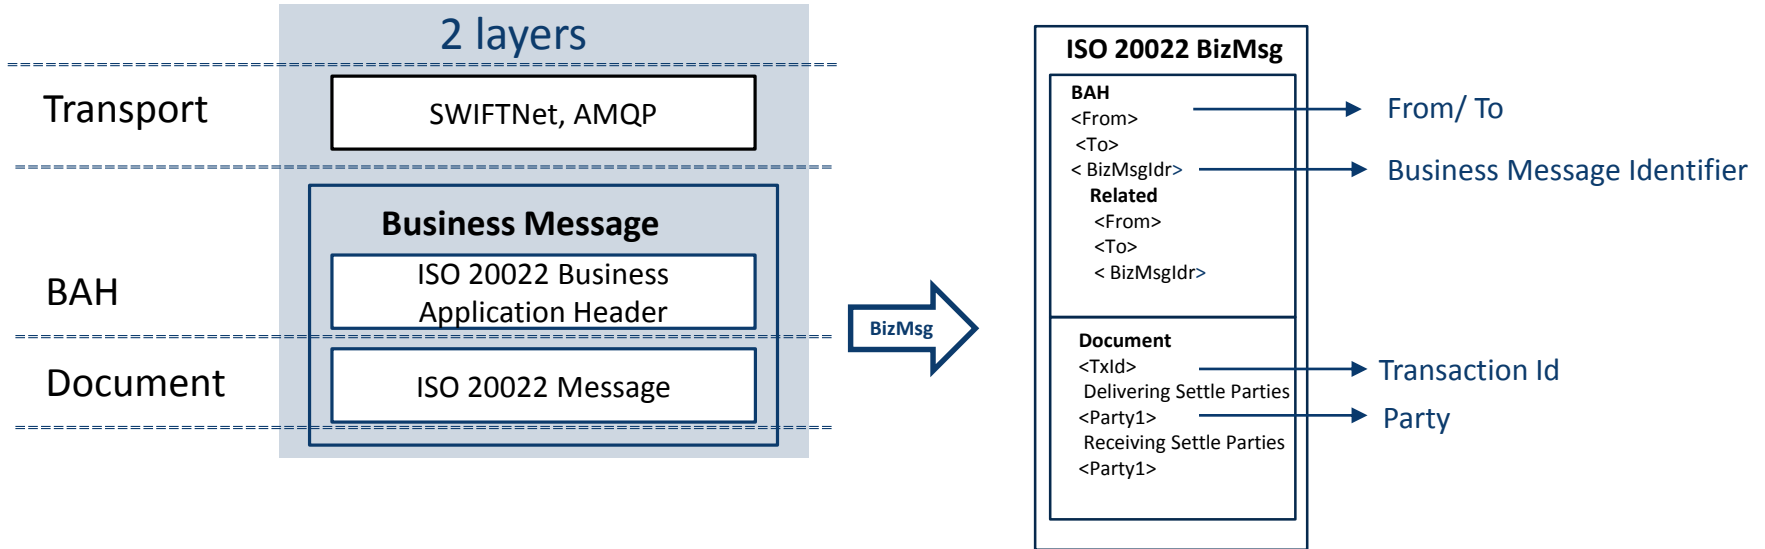 2 layers
Transport
SWIFTNet, AMQP
Business Message
BAH
ISO 20022 Business
Application Header
Document
ISO 20022 Message
BizMsg
ISO 20022 BizMsg
BAH
<From>
<To>
< BizMsgIdr>
Related
<From>
<To>
< BizMsgIdr>
From/ To
Business Message Identifier
Document
<TxId>
Delivering Settle Parties
<Party1>
Receiving Settle Parties
<Party1>
Transaction Id
Party